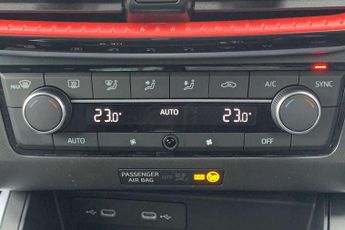 MAX
A/C
SYNC
23.0° AUTO 23.0°
AUTO
OFF
PASSENGER
AIR BAG